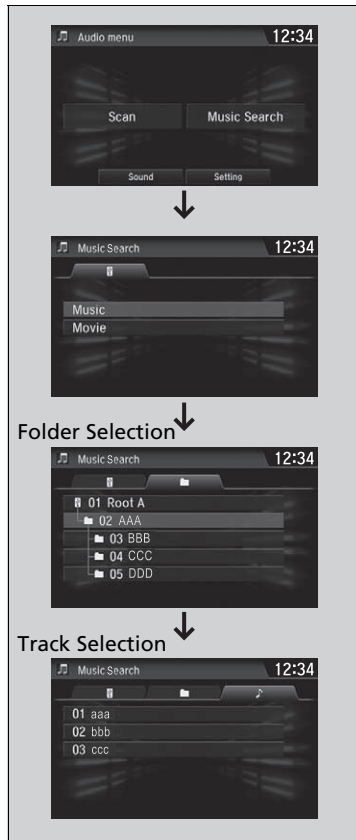 Audio menu 12:34
Scan Music Search
Sound Setting
Music Search 12:34
Music
Movie
Folder Selection
Music Search 12:34
01 Root A
02 AAA
03 BBB
04 CCC
05 DDD
Track Selection
Music Search 12:34
01 aaa
02 bbb
03 ccc